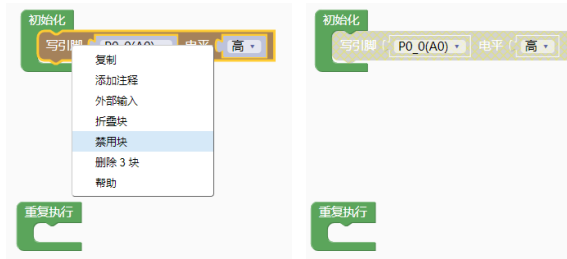 初始化
写引脚 P0_0(A0) 电平 高
复制
添加注释
外部输入
折叠块
禁用块
删除 3 块
帮助
重复执行
初始化
写引脚 P0_0(A0) 电平 高
重复执行